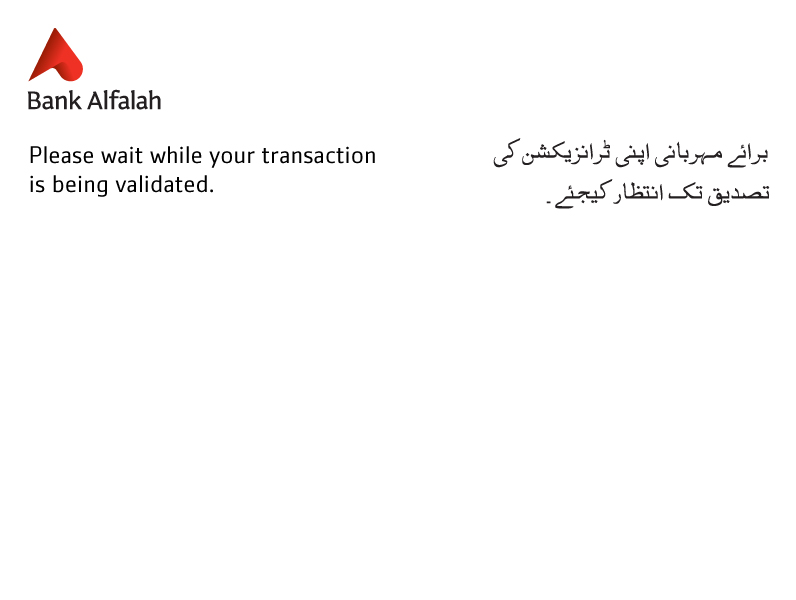 Bank Alfalah
Please wait while your transaction
is being validated.
برائے مہربانی اپنی ٹرانزیکشن کی
تصدیق تک انتظار کیجئے۔